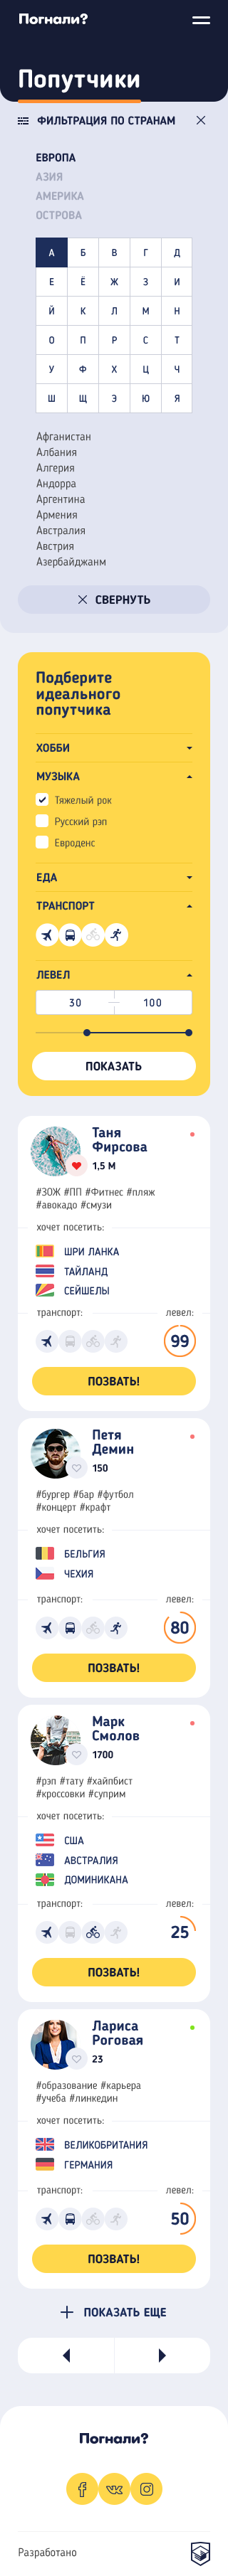 Погнали?
Попутчики
ФИЛЬТРАЦИЯ ПО СТРАНАМ
ЕВРОПА
АЗИЯ
АМЕРИКА
ОСТРОВА
А Б В Г Д
Е Ё Ж З И
Й К Л М Н
О П Р С Т
У Ф Х Ц Ч
Ш Щ Э Ю Я
Афганистан
Албания
Алгерия
Андорра
Аргентина
Армения
Австралия
Австрия
Азербайджанм
СВЕРНУТЬ
Подберите
идеального
попутчика
ХОББИ
МУЗЫКА
Тяжелый рок
Русский рэп
Евроденс
ЕДА
ТРАНСПОРТ
ЛЕВЕЛ
30 100
ПОКАЗАТЬ
Таня
Фирсова
1,5 М
#ЗОЖ #ПП #Фитнес #пляж
#авокадо #смузи
хочет посетить:
ШРИ ЛАНКА
ТАЙЛАНД
СЕЙШЕЛЫ
транспорт: левел:
99
ПОЗВАТЬ!
Петя
Демин
150
#бургер #бар #футбол
#концерт #крафт
хочет посетить:
БЕЛЬГИЯ
ЧЕХИЯ
транспорт: левел:
80
ПОЗВАТЬ!
Марк
Смолов
1700
#рэп #тату #хайпбист
#кроссовки #суприм
хочет посетить:
США
АВСТРАЛИЯ
ДОМИНИКАНА
транспорт: левел:
25
ПОЗВАТЬ!
Лариса
Роговая
23
#образование #карьера
#учеба #линкедин
хочет посетить:
ВЕЛИКОБРИТАНИЯ
ГЕРМАНИЯ
транспорт: левел:
50
ПОЗВАТЬ!
ПОКАЗАТЬ ЕЩЕ
Погнали?
Разработано